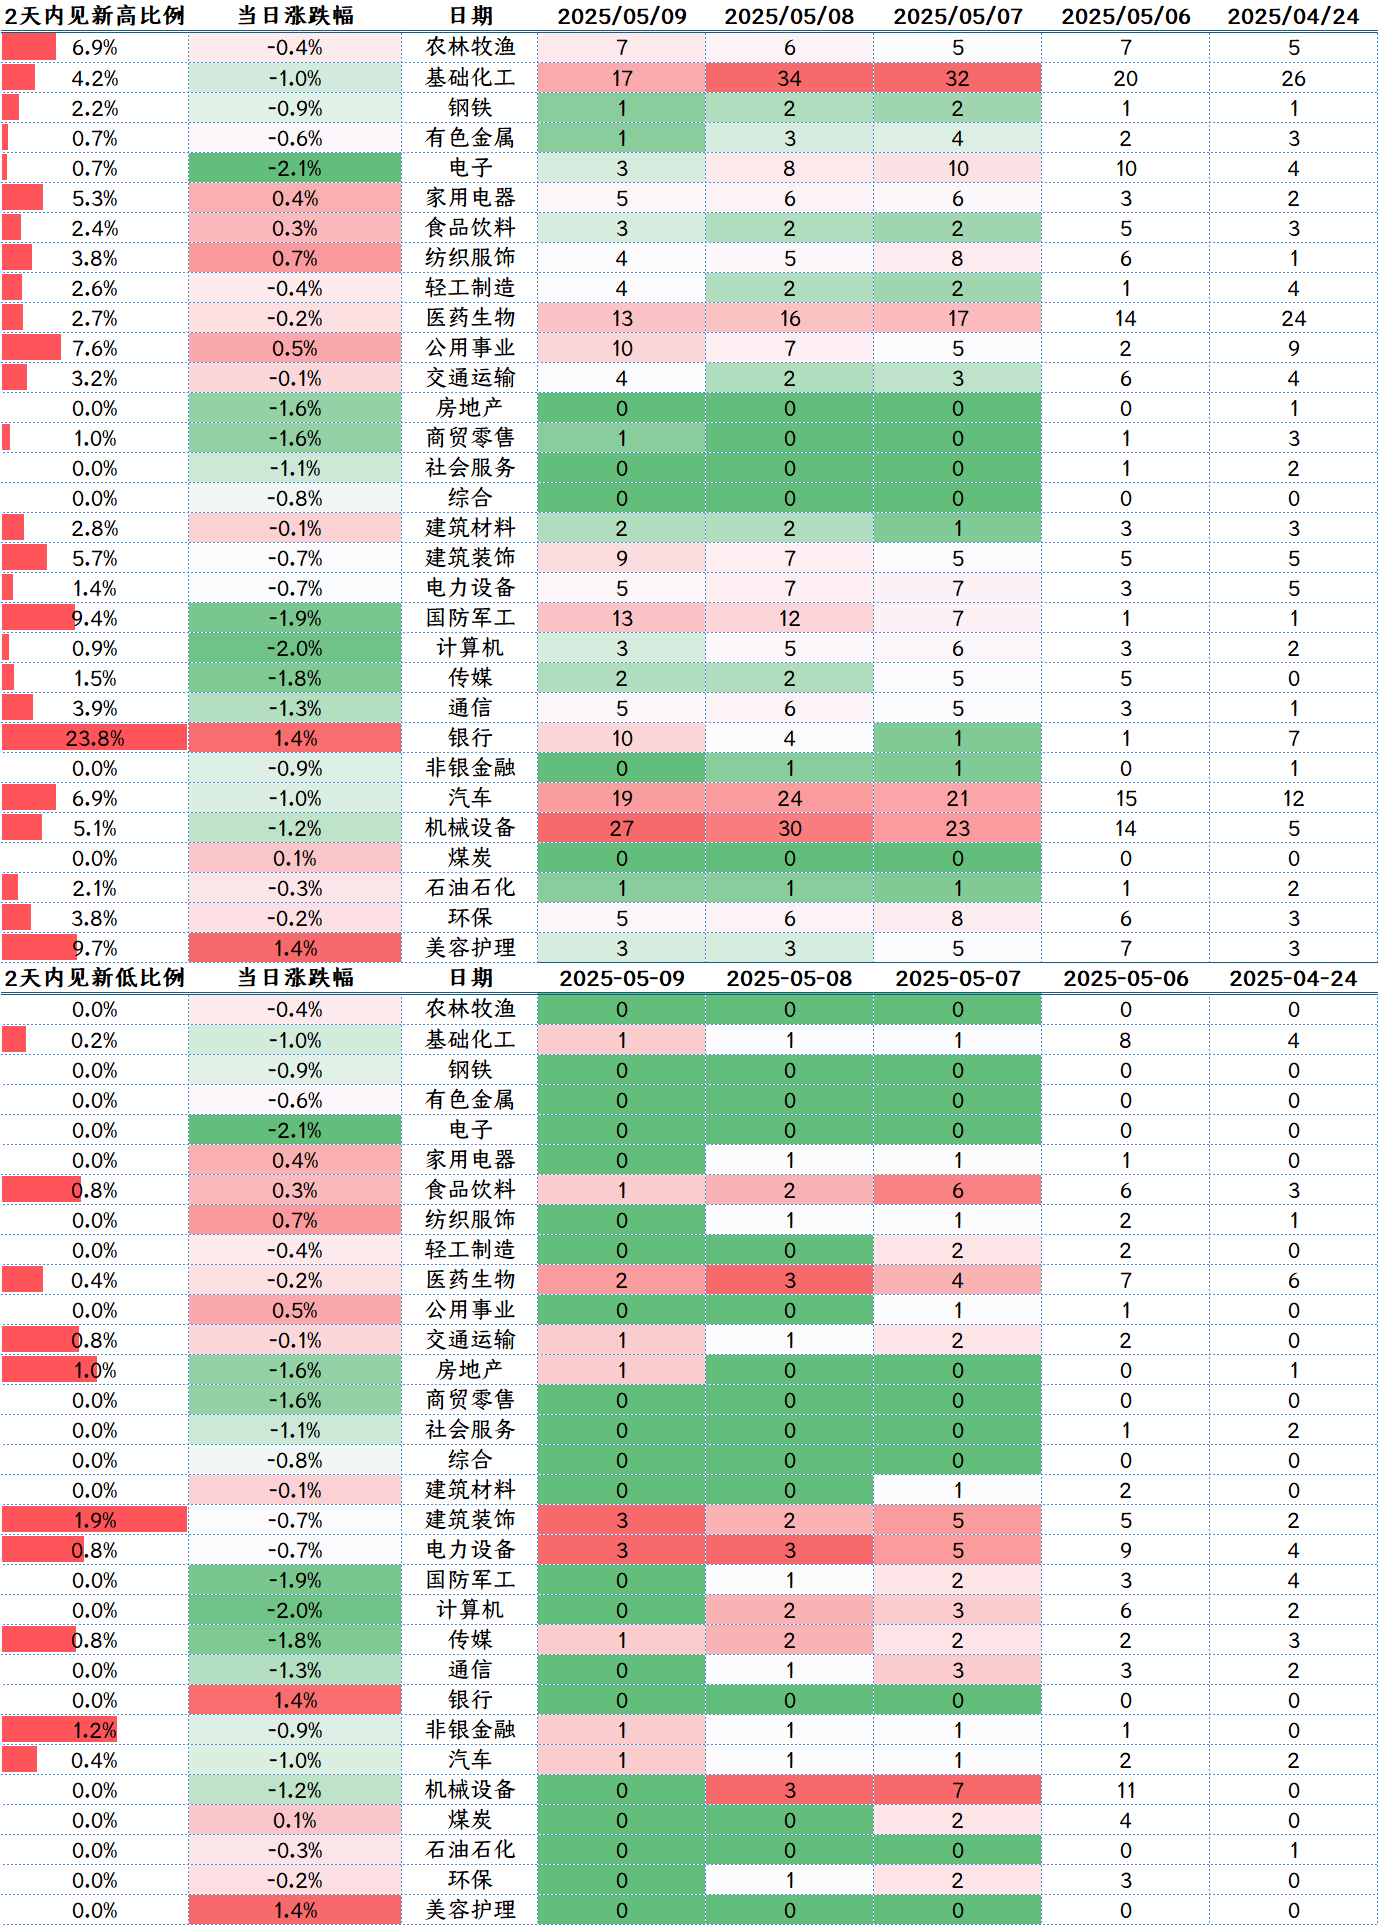 2天内见新高比例 当日涨跌幅 日期 2025/05/09 2025/05/08 2025/05/07 2025/05/06 2025/04/24
6.9% -0.4% 农林牧渔 7 6 5 7 5
4.2% -1.0% 基础化工 17 34 32 20 26
2.2% -0.9% 钢铁 1 2 2 1 1
0.7% -0.6% 有色金属 1 3 4 2 3
0.7% -2.1% 电子 3 8 10 10 4
5.3% 0.4% 家用电器 5 6 6 3 2
2.4% 0.3% 食品饮料 3 2 2 5 3
3.8% 0.7% 纺织服饰 4 5 8 6 1
2.6% -0.4% 轻工制造 4 2 2 1 4
2.7% -0.2% 医药生物 13 16 17 14 24
7.6% 0.5% 公用事业 10 7 5 2 9
3.2% -0.1% 交通运输 4 2 3 6 4
0.0% -1.6% 房地产 0 0 0 0 1
1.0% -1.6% 商贸零售 1 0 0 1 3
0.0% -1.1% 社会服务 0 0 0 1 2
0.0% -0.8% 综合 0 0 0 0 0
2.8% -0.1% 建筑材料 2 2 1 3 3
5.7% -0.7% 建筑装饰 9 7 5 5 5
1.4% -0.7% 电力设备 5 7 7 3 5
9.4% -1.9% 国防军工 13 12 7 1 1
0.9% -2.0% 计算机 3 5 6 3 2
1.5% -1.8% 传媒 2 2 5 5 0
3.9% -1.3% 通信 5 6 5 3 1
23.8% 1.4% 银行 10 4 1 1 7
0.0% -0.9% 非银金融 0 1 1 0 1
6.9% -1.0% 汽车 19 24 21 15 12
5.1% -1.2% 机械设备 27 30 23 14 5
0.0% 0.1% 煤炭 0 0 0 0 0
2.1% -0.3% 石油石化 1 1 1 1 2
3.8% -0.2% 环保 5 6 8 6 3
9.7% 1.4% 美容护理 3 3 5 7 3
2天内见新低比例 当日涨跌幅 日期 2025-05-09 2025-05-08 2025-05-07 2025-05-06 2025-04-24
0.0% -0.4% 农林牧渔 0 0 0 0 0
0.2% -1.0% 基础化工 1 1 1 8 4
0.0% -0.9% 钢铁 0 0 0 0 0
0.0% -0.6% 有色金属 0 0 0 0 0
0.0% -2.1% 电子 0 0 0 0 0
0.0% 0.4% 家用电器 0 1 1 1 0
0.8% 0.3% 食品饮料 1 2 6 6 3
0.0% 0.7% 纺织服饰 0 1 1 2 1
0.0% -0.4% 轻工制造 0 0 2 2 0
0.4% -0.2% 医药生物 2 3 4 7 6
0.0% 0.5% 公用事业 0 0 1 1 0
0.8% -0.1% 交通运输 1 1 2 2 0
1.0% -1.6% 房地产 1 0 0 0 1
0.0% -1.6% 商贸零售 0 0 0 0 0
0.0% -1.1% 社会服务 0 0 0 1 2
0.0% -0.8% 综合 0 0 0 0 0
0.0% -0.1% 建筑材料 0 0 1 2 0
1.9% -0.7% 建筑装饰 3 2 5 5 2
0.8% -0.7% 电力设备 3 3 5 9 4
0.0% -1.9% 国防军工 0 1 2 3 4
0.0% -2.0% 计算机 0 2 3 6 2
0.8% -1.8% 传媒 1 2 2 2 3
0.0% -1.3% 通信 0 1 3 3 2
0.0% 1.4% 银行 0 0 0 0 0
1.2% -0.9% 非银金融 1 1 1 1 0
0.4% -1.0% 汽车 1 1 1 2 2
0.0% -1.2% 机械设备 0 3 7 11 0
0.0% 0.1% 煤炭 0 0 2 4 0
0.0% -0.3% 石油石化 0 0 0 0 1
0.0% -0.2% 环保 0 1 2 3 0
0.0% 1.4% 美容护理 0 0 0 0 0